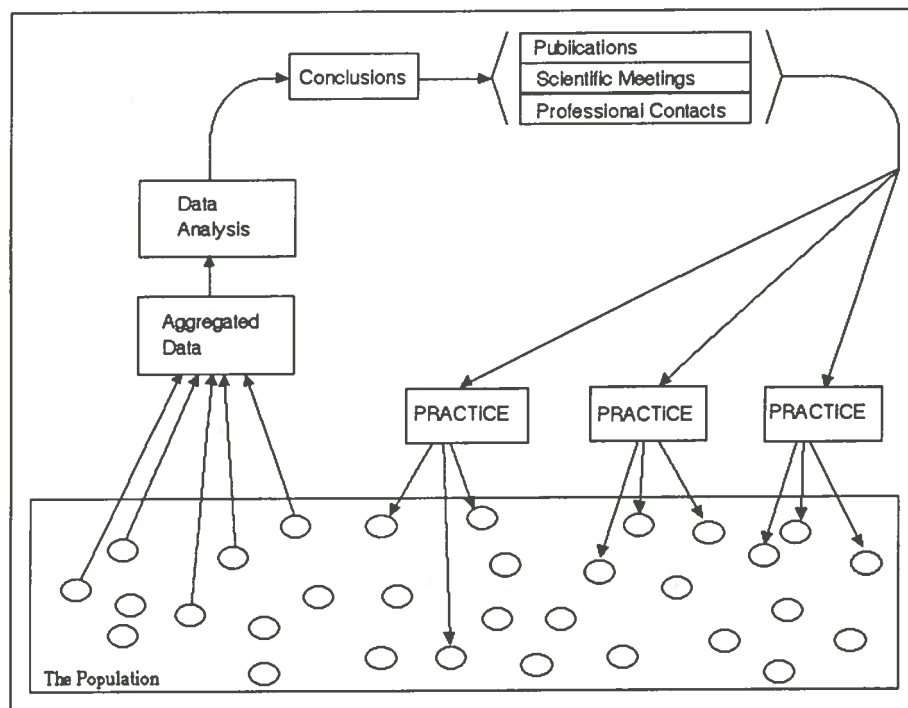 Conclusions
Publications
Scientific Meetings
Professional Contacts
Data
Analysis
Aggregated
Data
PRACTICE
PRACTICE
PRACTICE
The Population